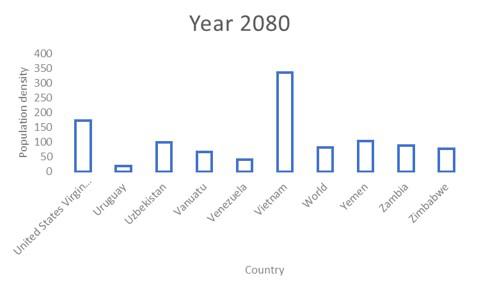 Year 2080
Population density
400
350
300
250
200
150
100
50
0
United States Virgin...
Uruguay
Uzbekistan
Vanuatu
Venezuela
Vietnam
World
Yemen
Zambia
Zimbabwe
Country